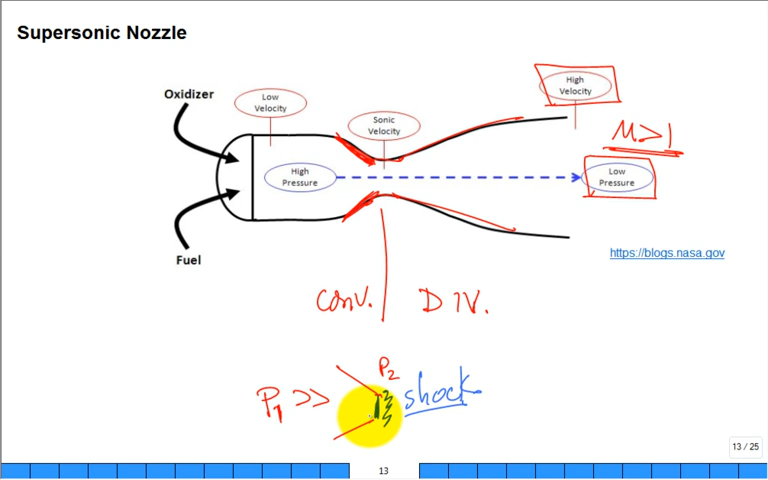 Supersonic Nozzle
Oxidizer
Low
Velocity
Sonic
Velocity
High
Velocity
M>1
High
Pressure
Low
Pressure
Fuel
https://blogs.nasa.gov
Conv. DIV.
P1 >> P2 shock
13 / 25
13